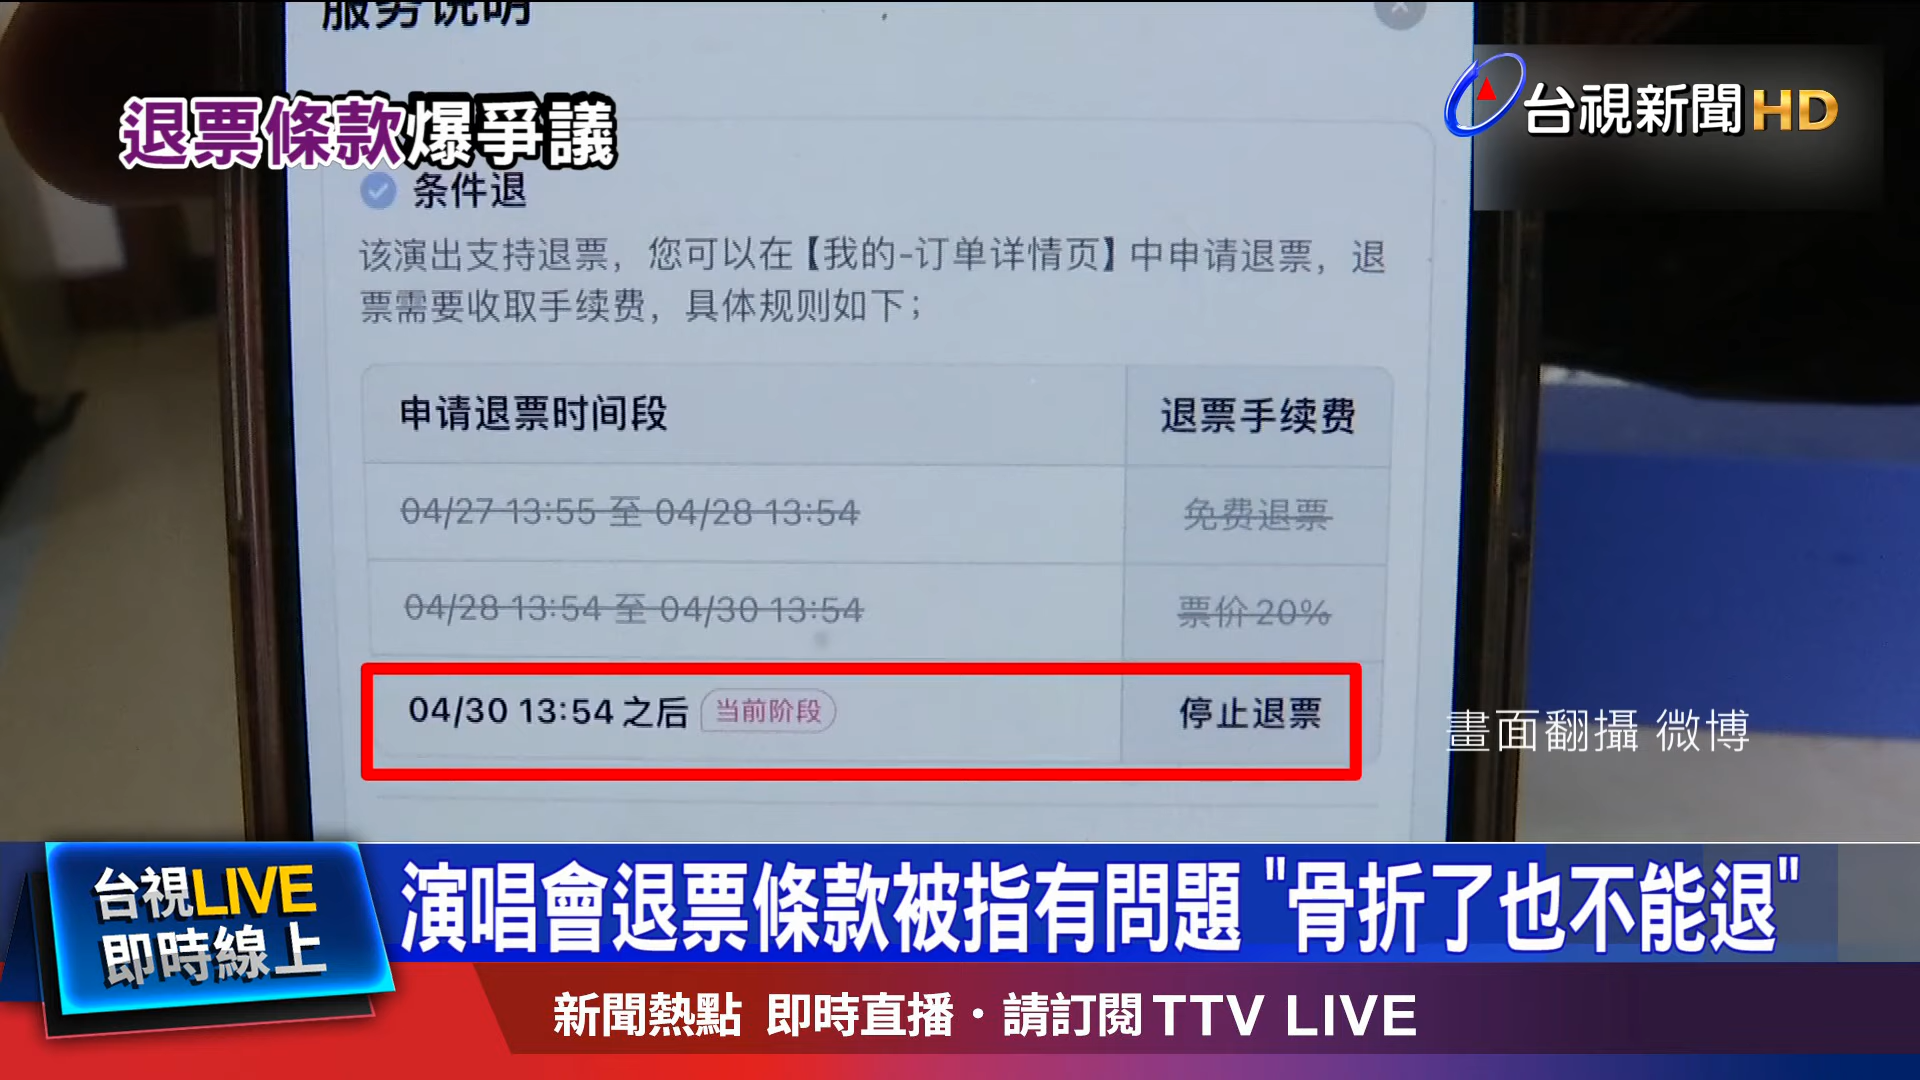 服务说明
退票條款爆爭議
台視新聞HD
条件退
该演出支持退票，您可以在【我的-订单详情页】中申请退票，退
票需要收取手续费，具体规则如下；
申请退票时间段 退票手续费
04/27 13:55 至 04/28 13:54 免费退票
04/28 13:54 至 04/30 13:54 票价 20%
04/30 13:54 之后 当前阶段 停止退票
畫面翻攝 微博
台視LIVE
即時線上
演唱會退票條款被指有問題 "骨折了也不能退"
新聞熱點 即時直播・請訂閱TTV LIVE